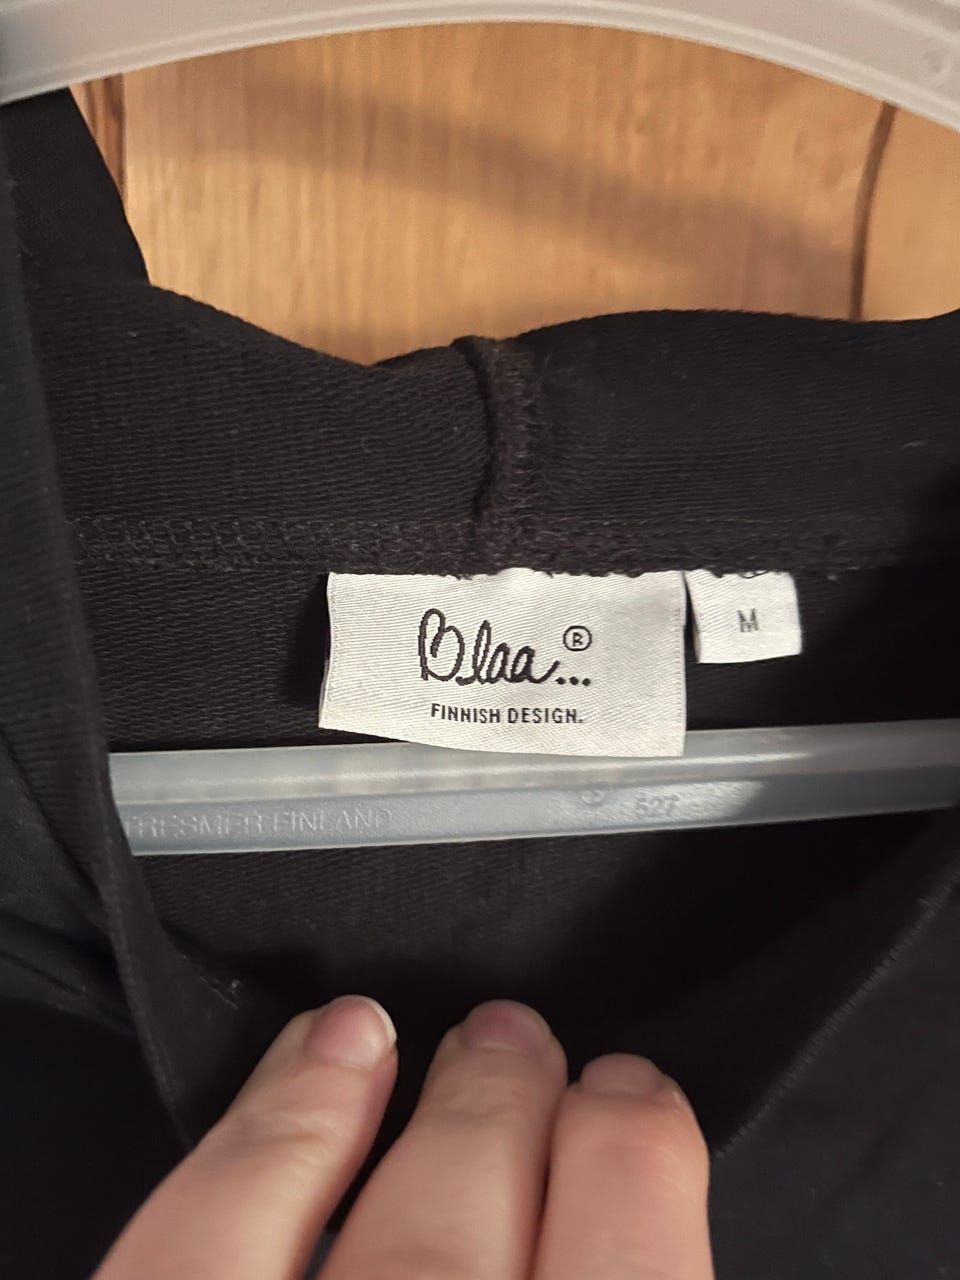 Blaa...®
FINNISH DESIGN.
M
FINLAND
527